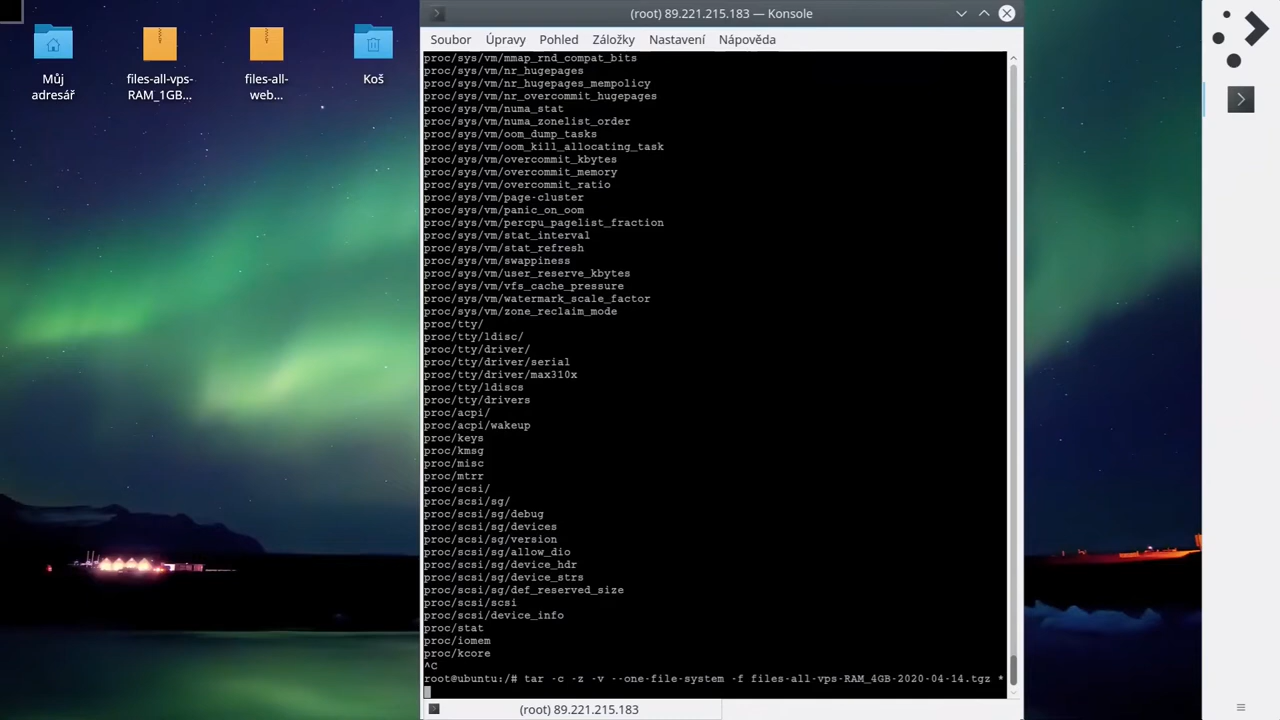 (root) 89.221.215.183 — Konsole
Soubor Úpravy Pohled Záložky Nastavení Nápověda
Můj
adresář
files-all-vps-
RAM_1GB...
files-all-
web...
Koš
proc/sys/vm/mmap_rnd_compat_bits
proc/sys/vm/nr_hugepages
proc/sys/vm/nr_hugepages_mempolicy
proc/sys/vm/nr_overcommit_hugepages
proc/sys/vm/numa_stat
proc/sys/vm/numa_zonelist_order
proc/sys/vm/oom_dump_tasks
proc/sys/vm/oom_kill_allocating_task
proc/sys/vm/overcommit_kbytes
proc/sys/vm/overcommit_memory
proc/sys/vm/overcommit_ratio
proc/sys/vm/page-cluster
proc/sys/vm/panic_on_oom
proc/sys/vm/percpu_pagelist_fraction
proc/sys/vm/stat_interval
proc/sys/vm/stat_refresh
proc/sys/vm/swappiness
proc/sys/vm/user_reserve_kbytes
proc/sys/vm/vfs_cache_pressure
proc/sys/vm/watermark_scale_factor
proc/sys/vm/zone_reclaim_mode
proc/tty/
proc/tty/ldisc/
proc/tty/driver/
proc/tty/driver/serial
proc/tty/driver/max310x
proc/tty/ldiscs
proc/tty/drivers
proc/acpi/
proc/acpi/wakeup
proc/keys
proc/kmsg
proc/misc
proc/mtrr
proc/scsi/
proc/scsi/sg/
proc/scsi/sg/debug
proc/scsi/sg/devices
proc/scsi/sg/version
proc/scsi/sg/allow_dio
proc/scsi/sg/device_hdr
proc/scsi/sg/device_strs
proc/scsi/sg/def_reserved_size
proc/scsi/scsi
proc/scsi/device_info
proc/stat
proc/iomem
proc/kcore
^C
root@ubuntu:/# tar -c -z -v --one-file-system -f files-all-vps-RAM_4GB-2020-04-14.tgz *
(root) 89.221.215.183